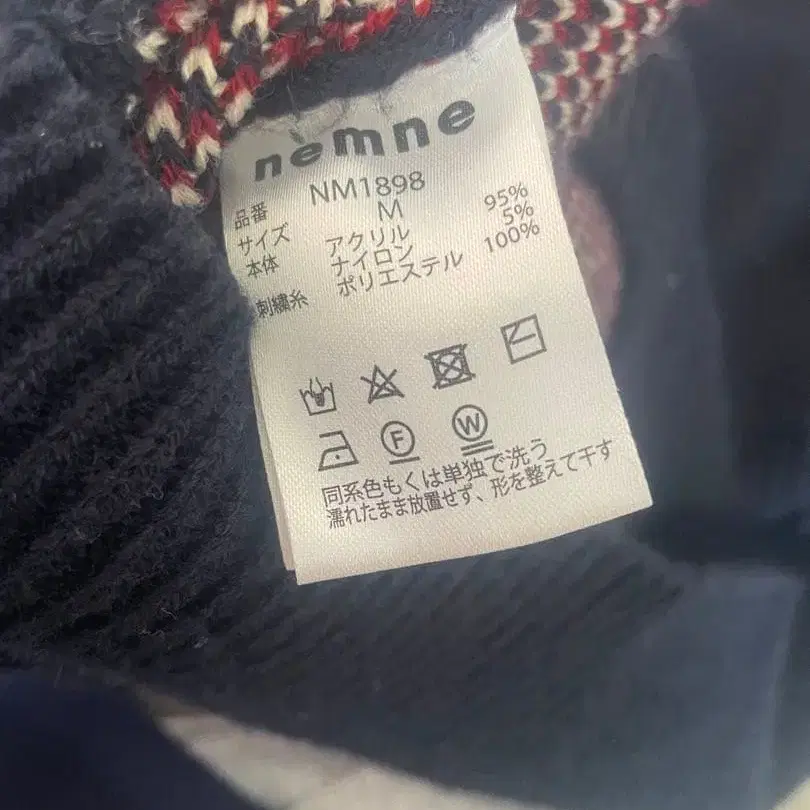 nemne
品番 NM1898
サイズ M
本体 アクリル 95%
ナイロン 5%
刺繍糸 ポリエステル 100%
F W
同系色もくは単独で洗う
濡れたまま放置せず、形を整えて干す